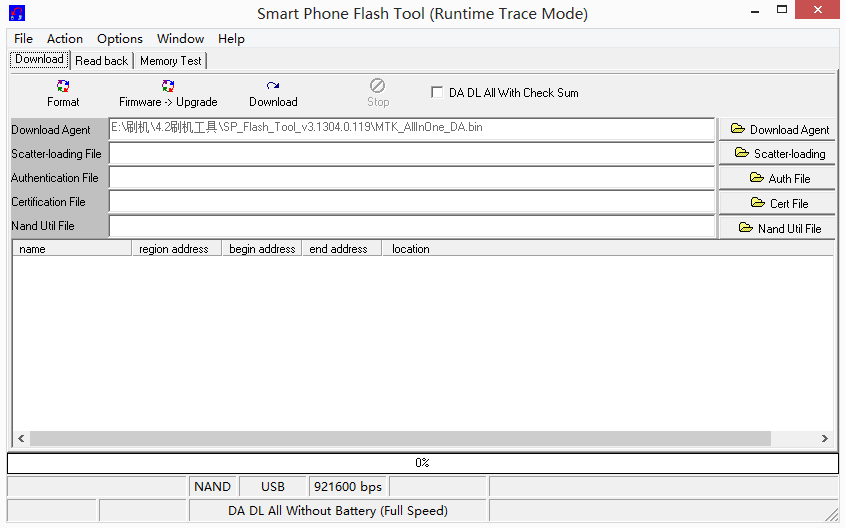 Smart Phone Flash Tool (Runtime Trace Mode)
File Action Options Window Help
Download Read back Memory Test
Format Firmware -> Upgrade Download Stop DA DL All With Check Sum
Download Agent E:\刷机\4.2刷机工具\SP_Flash_Tool_v3.1304.0.119\MTK_AllInOne_DA.bin Download Agent
Scatter-loading File Scatter-loading
Authentication File Auth File
Certification File Cert File
Nand Util File Nand Util File
name region address begin address end address location
0%
NAND USB 921600 bps
DA DL All Without Battery (Full Speed)